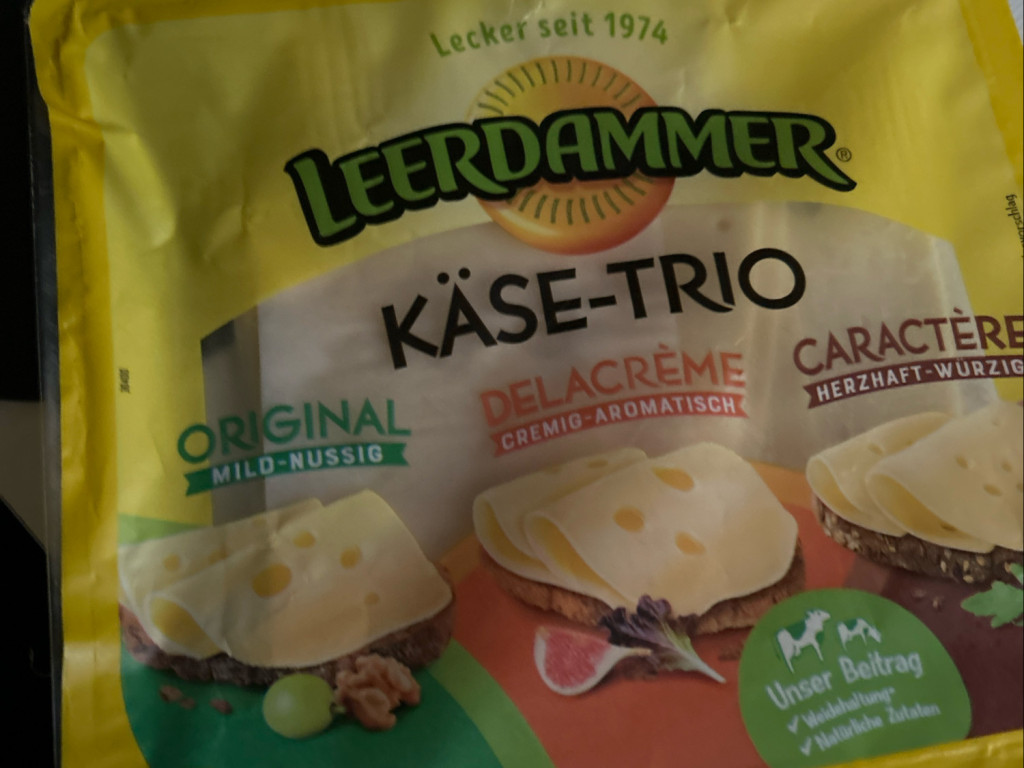 Lecker seit 1974
LEERDAMMER®
KÄSE-TRIO
ORIGINAL
MILD-NUSSIG
DELACRÈME
CREMIG-AROMATISCH
CARACTÈRE
HERZHAFT-WÜRZIG
Unser Beitrag
✓ Weidehaltung*
✓ Natürliche Zutaten